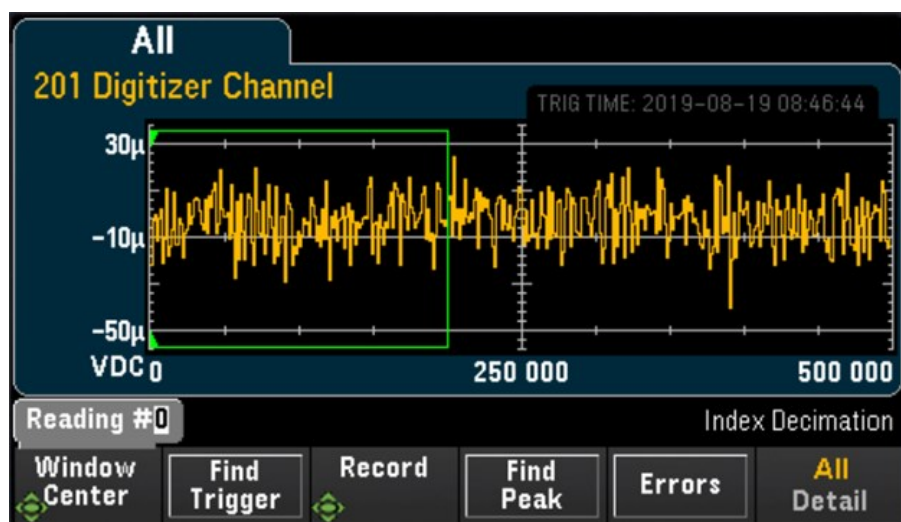 All
201 Digitizer Channel
TRIG TIME: 2019-08-19 08:46:44
30µ
-10µ
-50µ
VDC
0 250 000 500 000
Reading #0
Index Decimation
Window Center
Find Trigger
Record
Find Peak
Errors
All
Detail